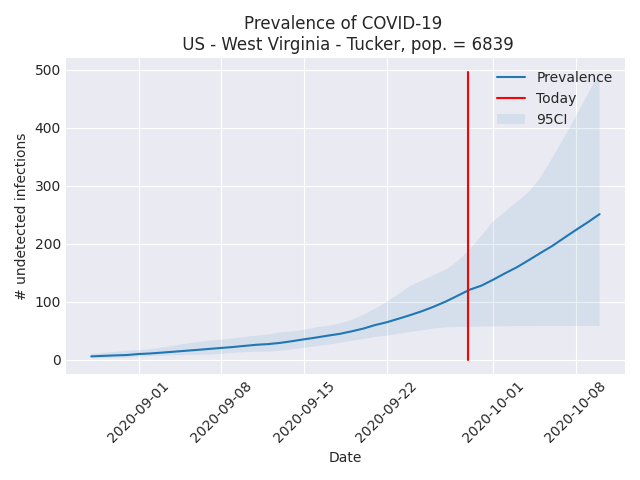 Prevalence of COVID-19
US - West Virginia - Tucker, pop. = 6839
500
400
300
200
100
0
# undetected infections
Prevalence
Today
95CI
2020-09-01
2020-09-08
2020-09-15
2020-09-22
2020-10-01
2020-10-08
Date